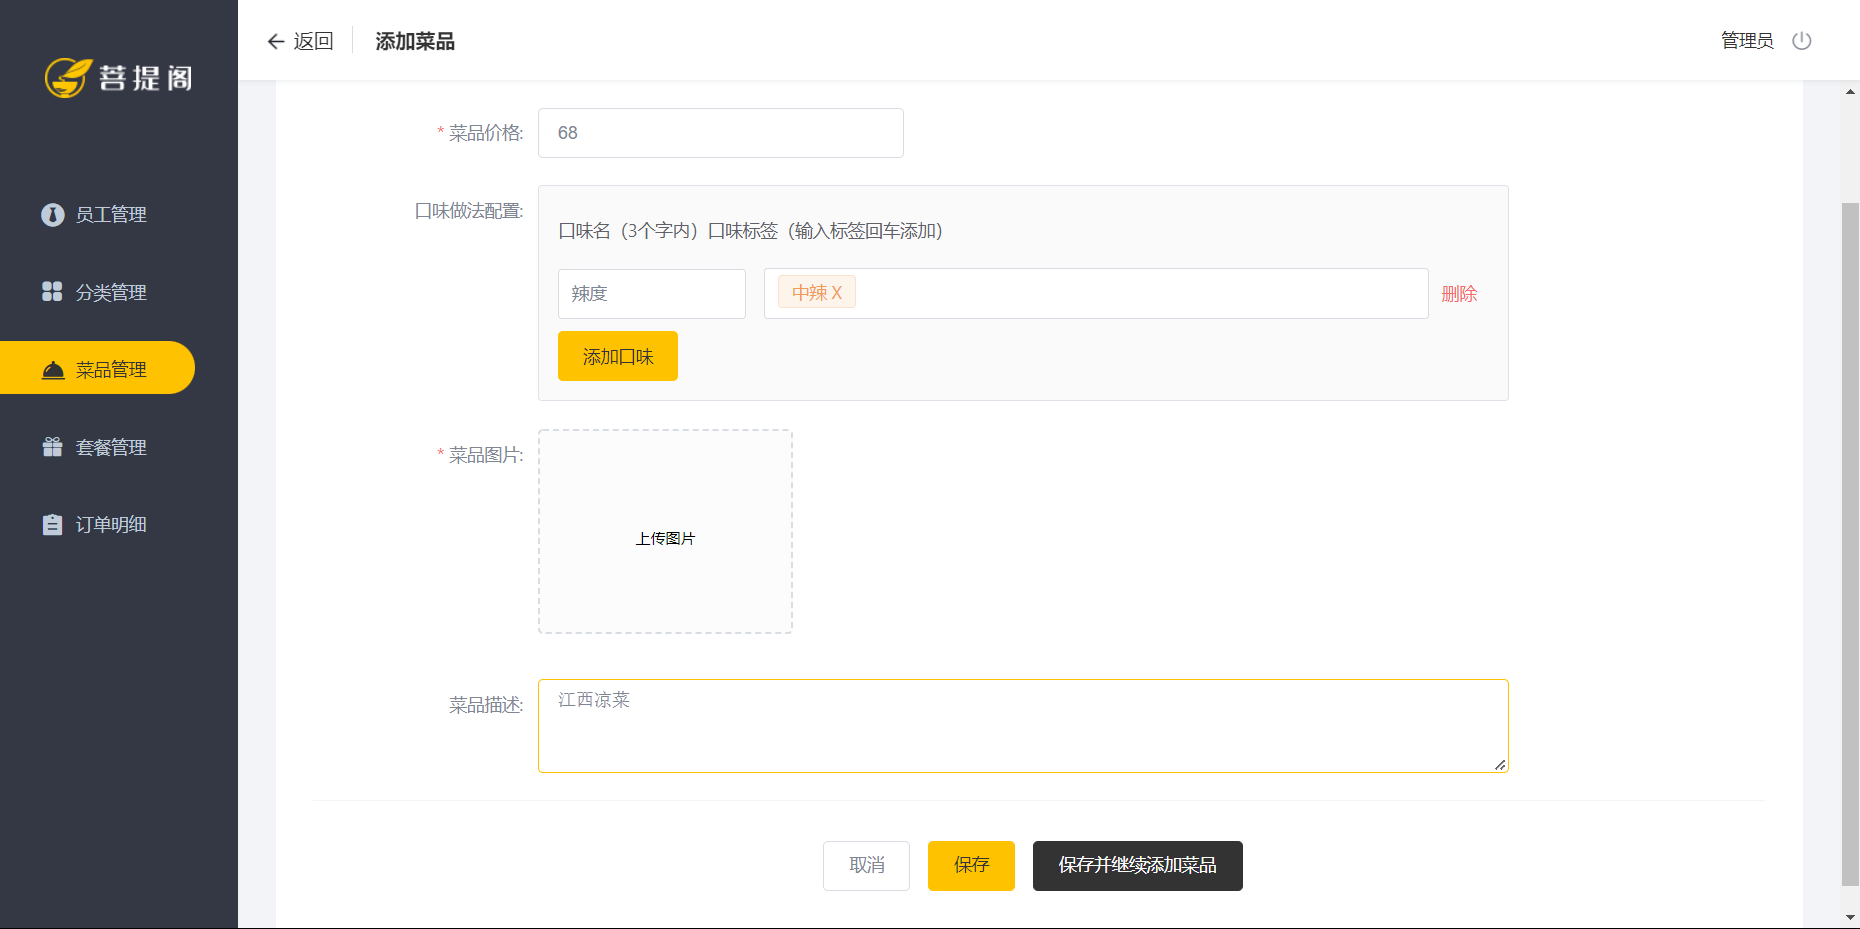 菩提阁
员工管理
分类管理
菜品管理
套餐管理
订单明细
返回
添加菜品
管理员
* 菜品价格:
68
口味做法配置:
口味名（3个字内）口味标签（输入标签回车添加）
辣度
中辣 X
删除
添加口味
* 菜品图片:
上传图片
菜品描述:
江西凉菜
取消
保存
保存并继续添加菜品